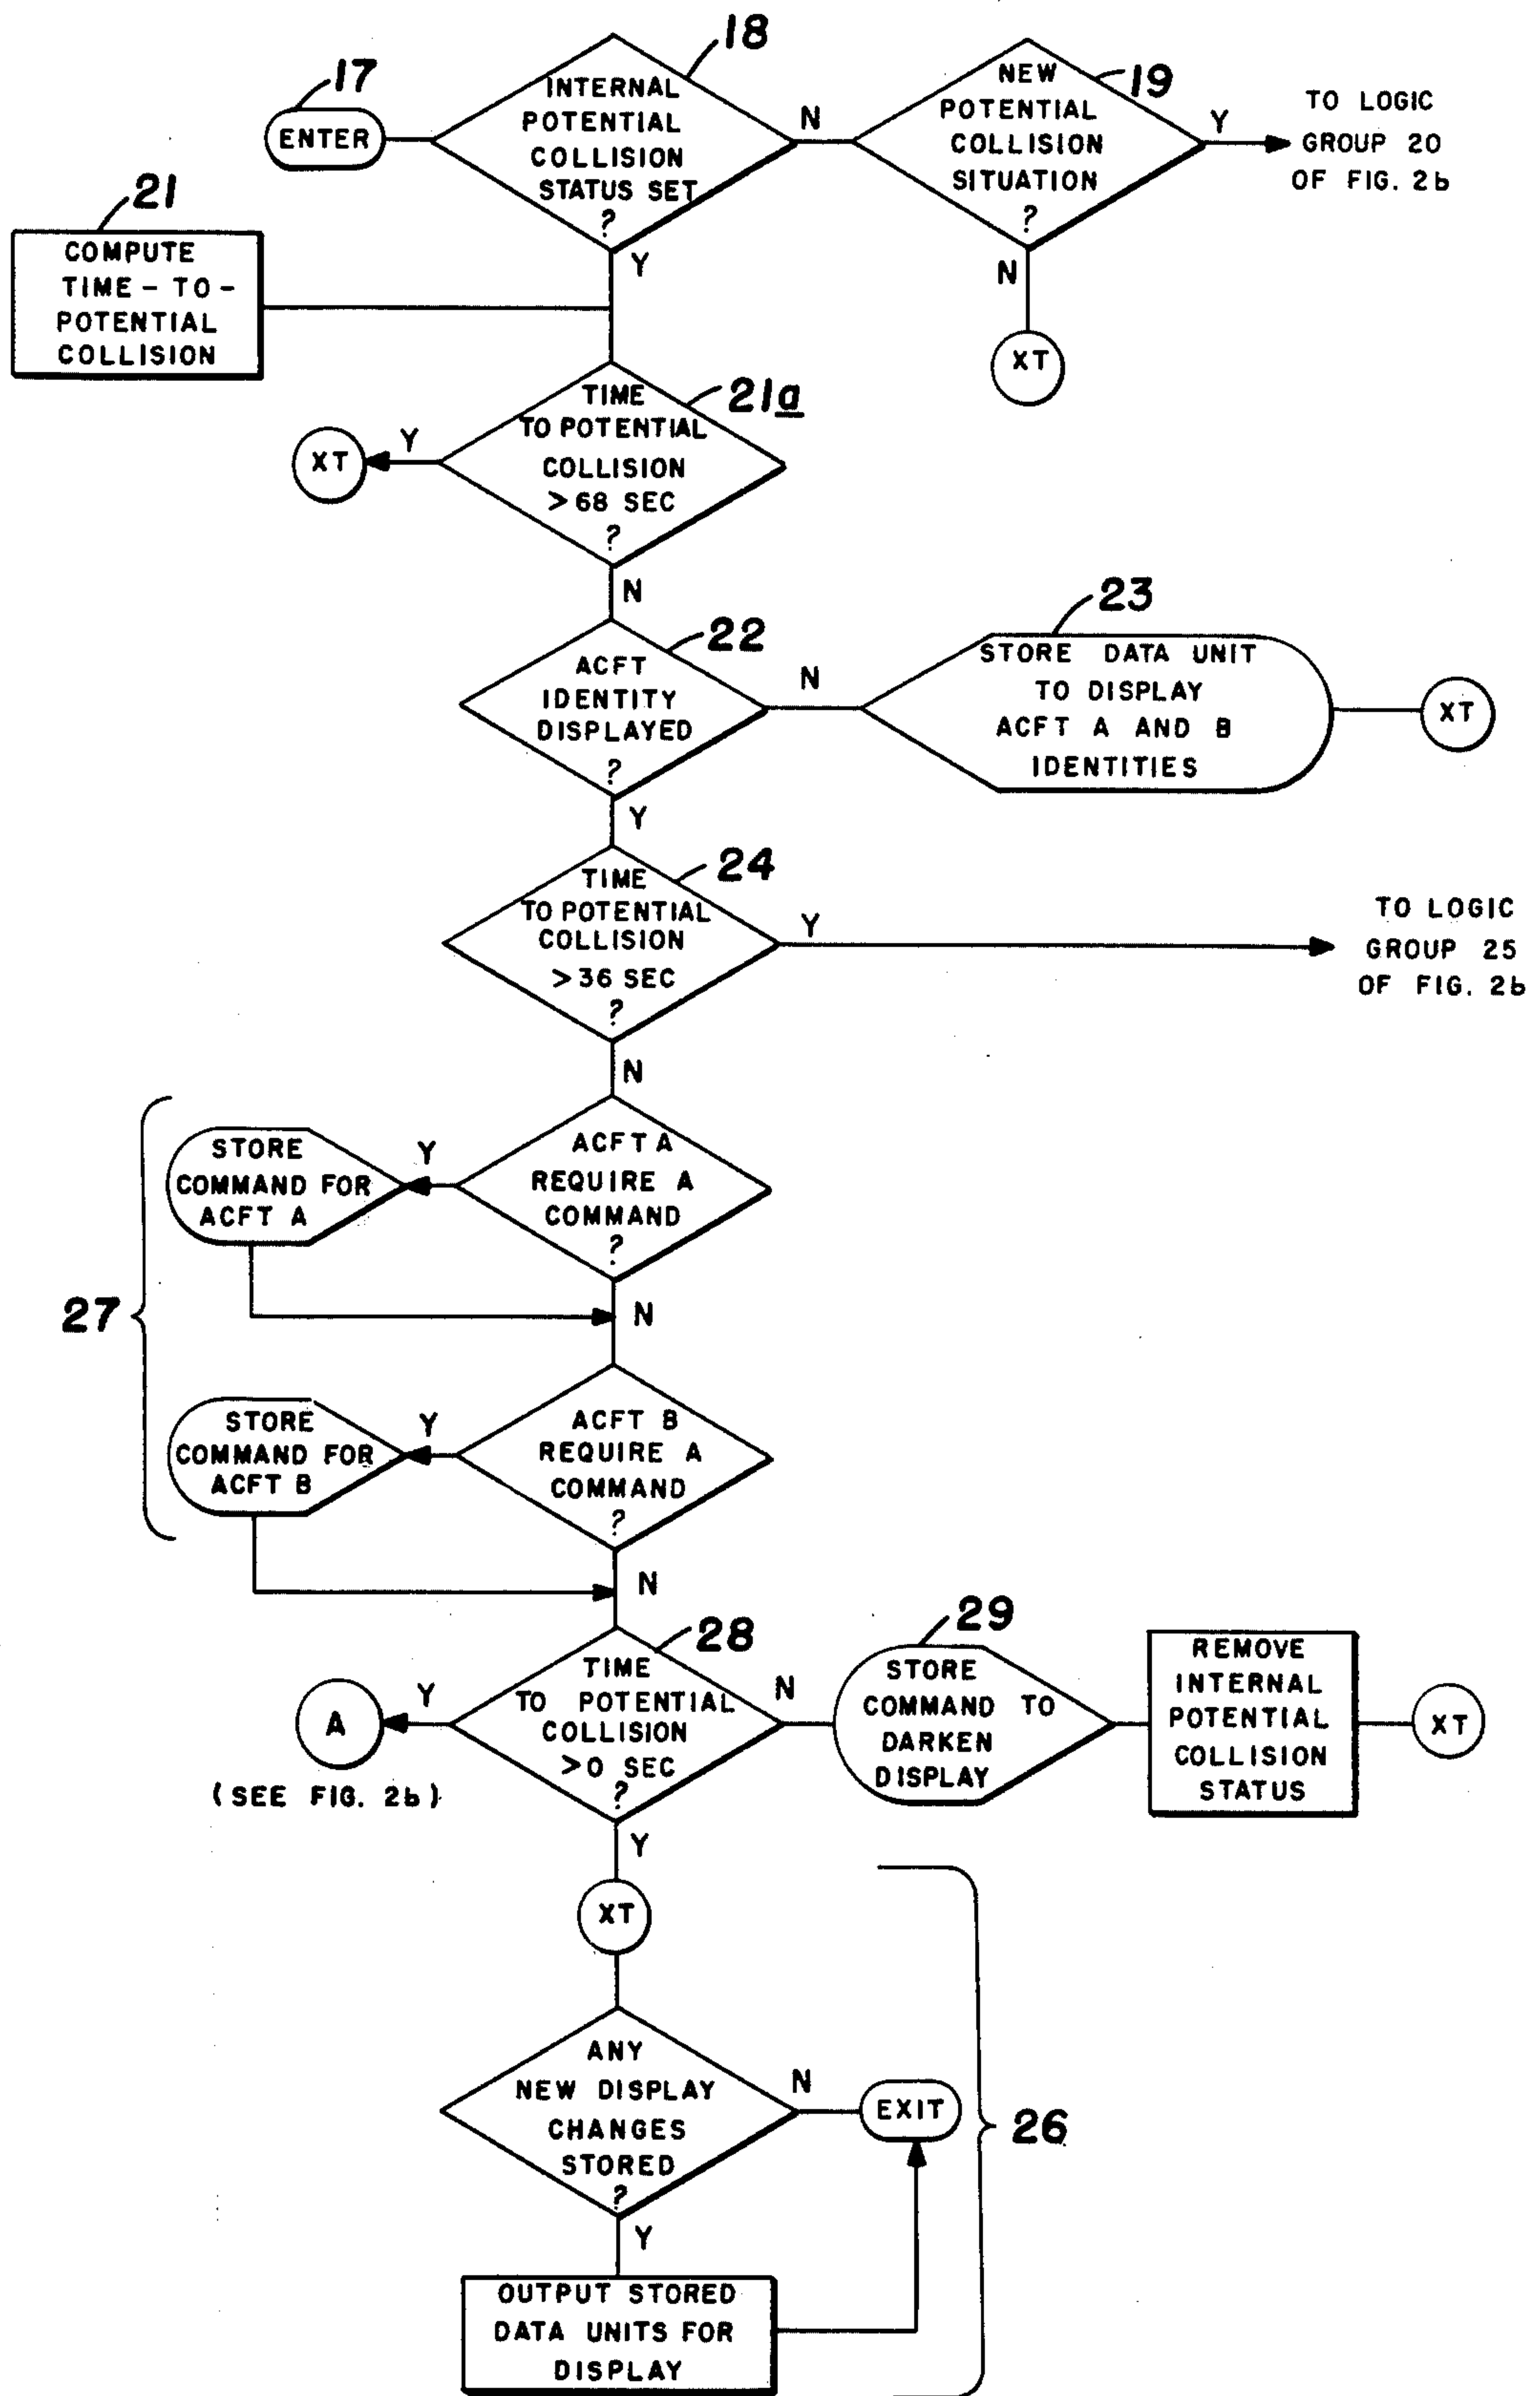 17
ENTER
18
INTERNAL
POTENTIAL
COLLISION
STATUS SET
?
N
Y
19
NEW
POTENTIAL
COLLISION
SITUATION
?
Y
TO LOGIC
GROUP 20
OF FIG. 2b
N
XT
21
COMPUTE
TIME-TO-
POTENTIAL
COLLISION
21a
TIME
TO POTENTIAL
COLLISION
>68 SEC
?
Y
XT
N
22
ACFT
IDENTITY
DISPLAYED
?
N
23
STORE DATA UNIT
TO DISPLAY
ACFT A AND B
IDENTITIES
XT
Y
24
TIME
TO POTENTIAL
COLLISION
>36 SEC
?
Y
TO LOGIC
GROUP 25
OF FIG. 2b
N
27
ACFT A
REQUIRE A
COMMAND
?
Y
STORE
COMMAND FOR
ACFT A
N
ACFT B
REQUIRE A
COMMAND
?
Y
STORE
COMMAND FOR
ACFT B
N
28
TIME
TO POTENTIAL
COLLISION
>0 SEC
?
Y
A
(SEE FIG. 2b)
N
29
STORE
COMMAND TO
DARKEN
DISPLAY
REMOVE
INTERNAL
POTENTIAL
COLLISION
STATUS
XT
Y
XT
26
ANY
NEW DISPLAY
CHANGES
STORED
?
N
EXIT
Y
OUTPUT STORED
DATA UNITS FOR
DISPLAY